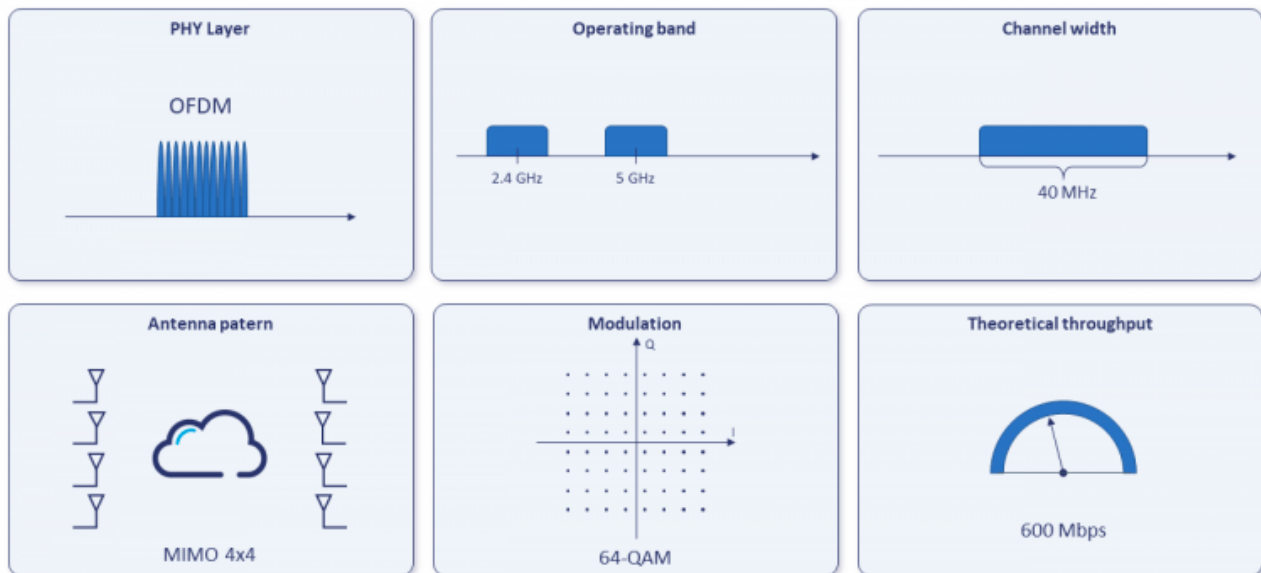 PHY Layer
OFDM
Operating band
2.4 GHz
5 GHz
Channel width
40 MHz
Antenna patern
MIMO 4x4
Modulation
Q
I
64-QAM
Theoretical throughput
600 Mbps